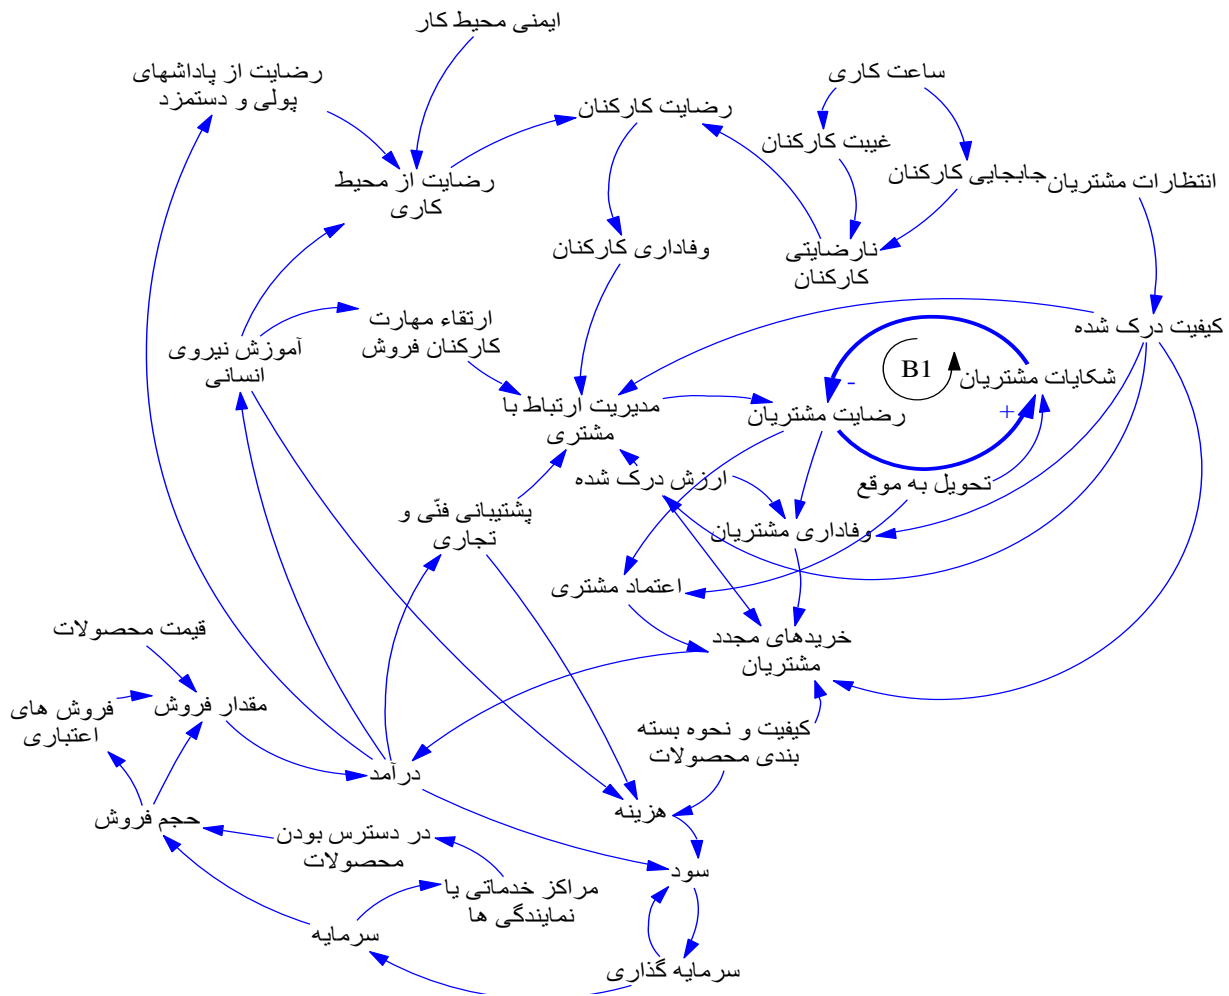 ایمنی محیط کار
رضایت از پاداشهای
پولی و دستمزد
ساعت کاری
رضایت کارکنان
غیبت کارکنان
رضایت از محیط
کاری
جابجایی کارکنان
انتظارات مشتریان
وفاداری کارکنان
نارضایتی
کارکنان
ارتقاء مهارت
کارکنان فروش
کیفیت درک شده
آموزش نیروی
انسانی
B1
شکایات مشتریان
-
+
مدیریت ارتباط با
مشتری
رضایت مشتریان
ارزش درک شده
تحویل به موقع
پشتیبانی فنّی و
تجاری
وفاداری مشتریان
اعتماد مشتری
قیمت محصولات
خریدهای مجدد
مشتریان
فروش های
اعتباری
مقدار فروش
کیفیت و نحوه بسته
بندی محصولات
درآمد
هزینه
حجم فروش
در دسترس بودن
محصولات
سود
مراکز خدماتی یا
نمایندگی ها
سرمایه
سرمایه گذاری